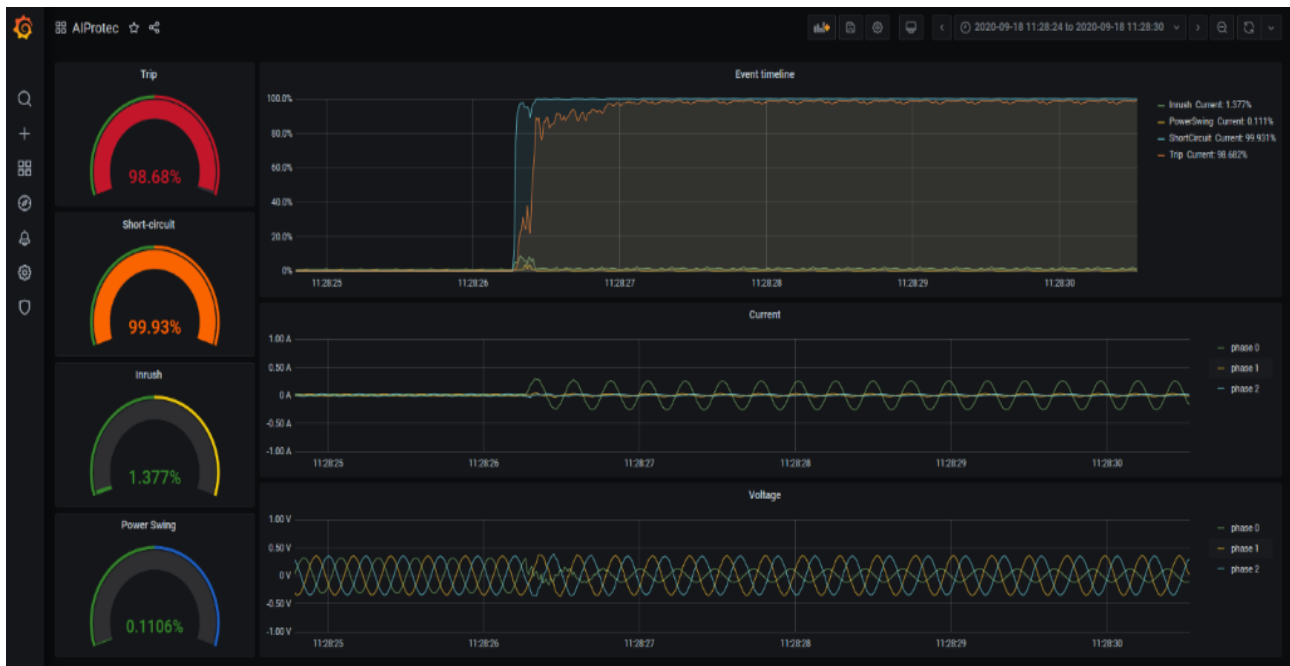 AIProtec
2020-09-18 11:28:24 to 2020-09-18 11:28:30
Trip
98.68%
Short-circuit
99.93%
Inrush
1.377%
Power Swing
0.1106%
Event timeline
100.0%
80.0%
60.0%
40.0%
20.0%
0%
11:28:25 11:28:26 11:28:27 11:28:28 11:28:29 11:28:30
Inrush Current: 1.377%
PowerSwing Current: 0.111%
ShortCircuit Current: 99.931%
Trip Current: 98.682%
Current
1.00 A
0.50 A
0 A
-0.50 A
-1.00 A
11:28:25 11:28:26 11:28:27 11:28:28 11:28:29 11:28:30
phase 0
phase 1
phase 2
Voltage
1.00 V
0.50 V
0 V
-0.50 V
-1.00 V
11:28:25 11:28:26 11:28:27 11:28:28 11:28:29 11:28:30
phase 0
phase 1
phase 2